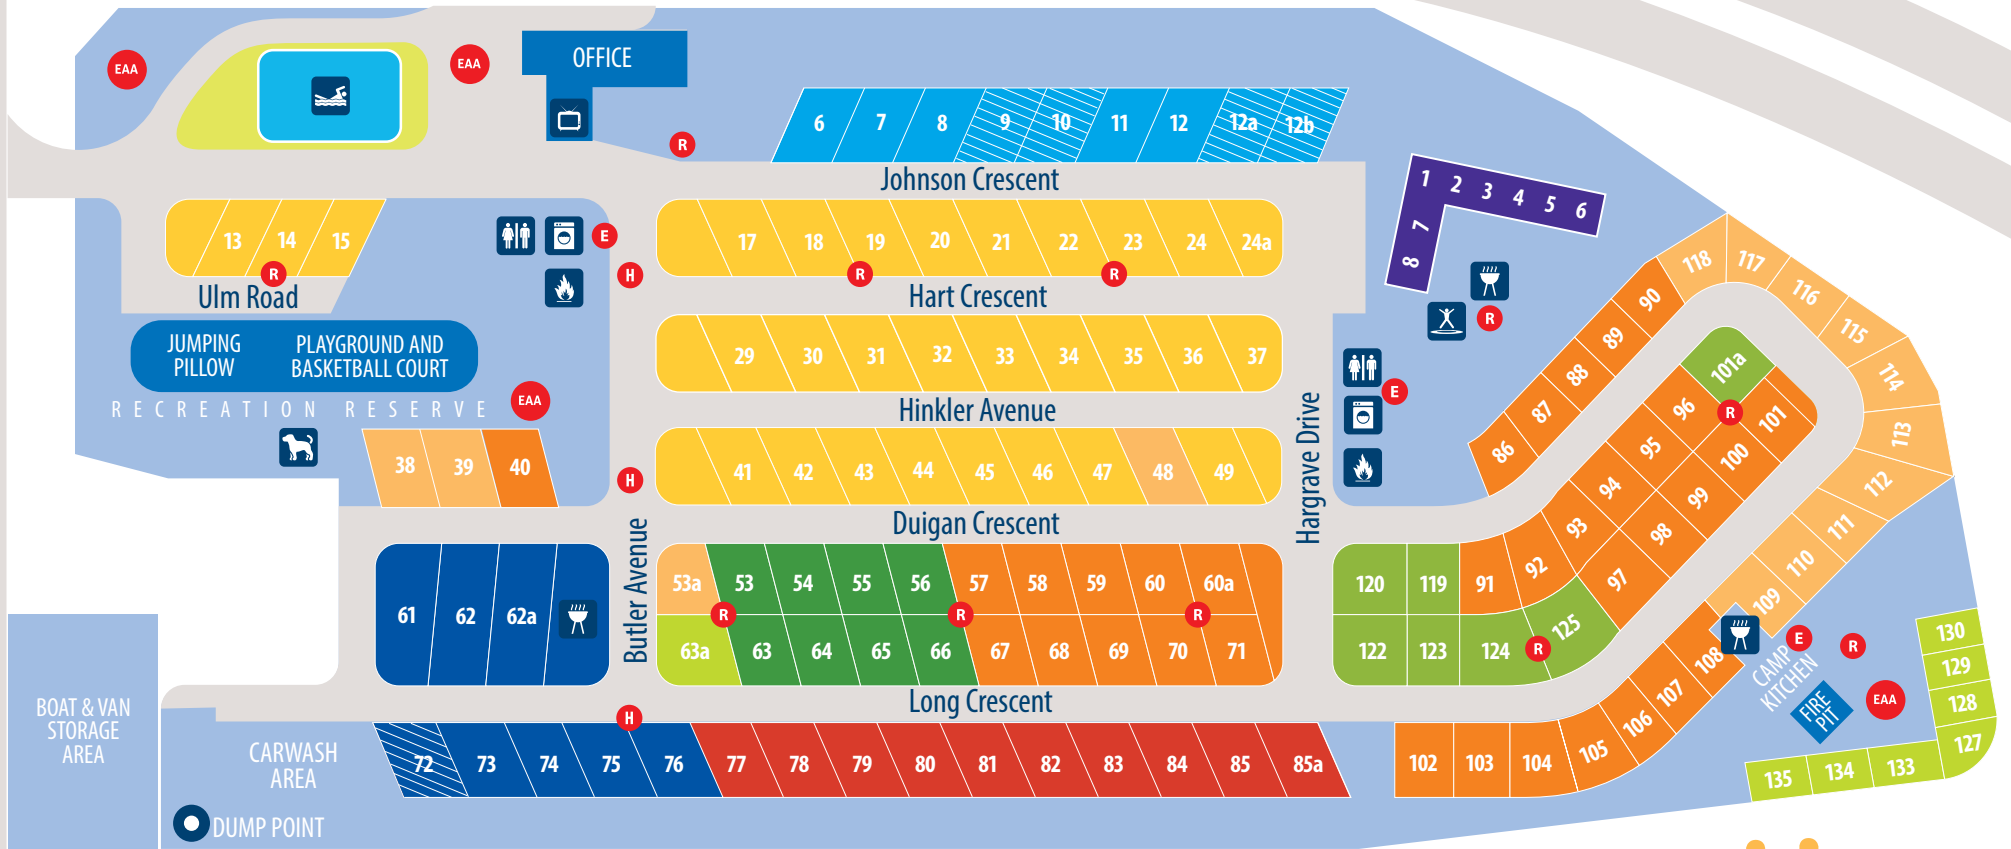 EAA
EAA
OFFICE
R
6 7 8 9 10 11 12 12a 12b
Johnson Crescent
1 2 3 4 5 6
7
8
13 14 15
R
Ulm Road
E
H
17 18 19 20 21 22 23 24 24a
R R
Hart Crescent
JUMPING
PILLOW
PLAYGROUND AND
BASKETBALL COURT
RECREATION RESERVE
EAA
29 30 31 32 33 34 35 36 37
Hinkler Avenue
R
E
Hargrave Drive
38 39 40
H
41 42 43 44 45 46 47 48 49
Duigan Crescent
Butler Avenue
61 62 62a
53a 53 54 55 56 57 58 59 60 60a
R R R
63a 63 64 65 66 67 68 69 70 71
Long Crescent
H
72 73 74 75 76 77 78 79 80 81 82 83 84 85 85a
86 87 88 89 90
118 117 116 115 114 113 112 111 110 109
101a
R
96 101
95 100
94 99
93 98
92 97
120 119 91
122 123 124 R 125
102 103 104 105 106 107 108
CAMP
KITCHEN
E
R
FIRE
PIT
EAA
130
129
128
127
135 134 133
BOAT & VAN
STORAGE
AREA
CARWASH
AREA
DUMP POINT